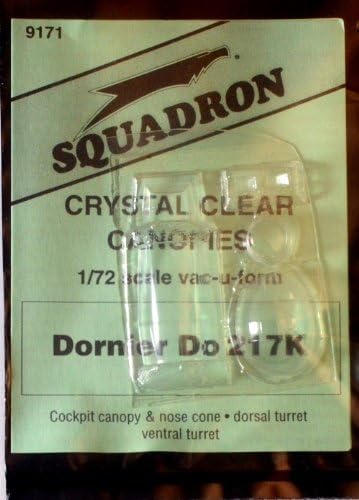 9171
SQUADRON
CRYSTAL CLEAR
CANOPIES
1/72 scale vac-u-form
Dornier Do 217K
Cockpit canopy & nose cone • dorsal turret
ventral turret